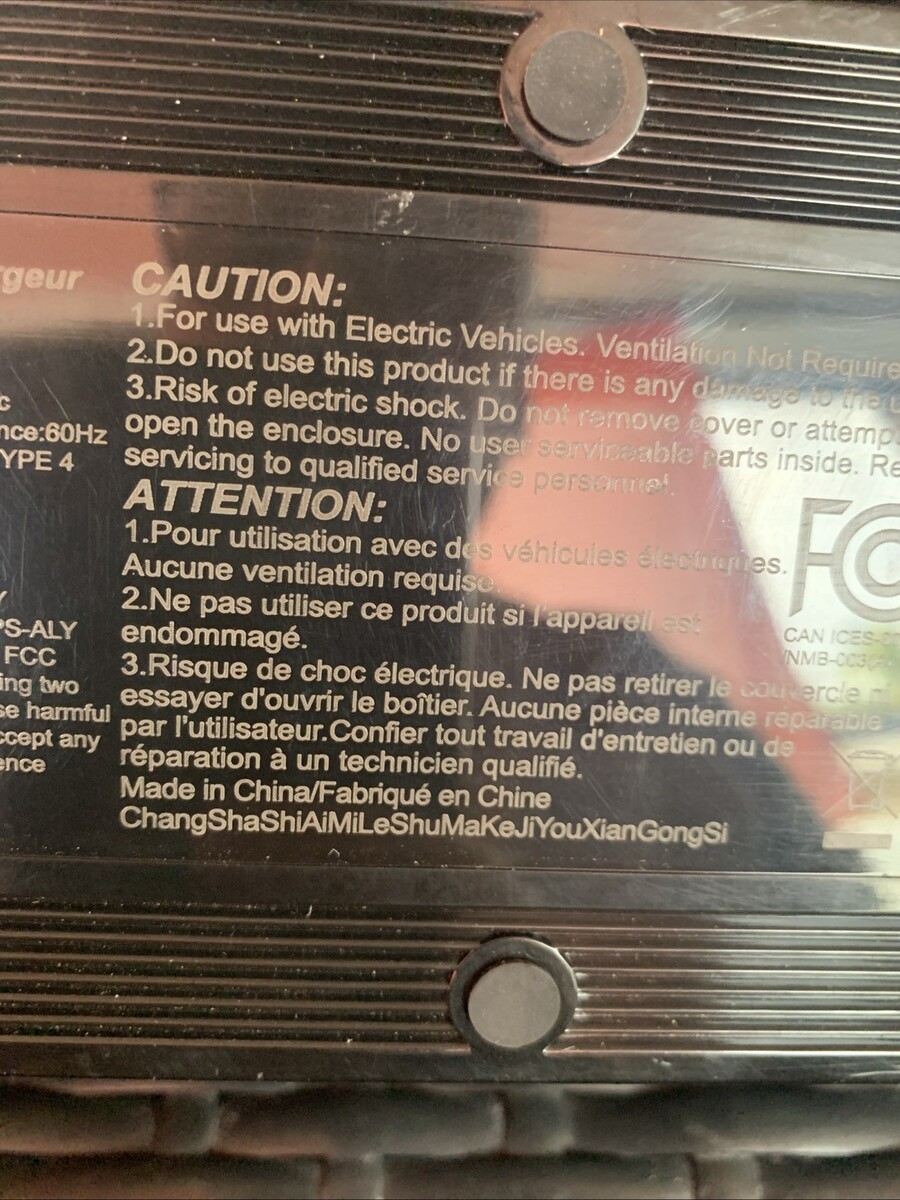 rgeur
c
nce:60Hz
YPE 4
Y
PS-ALY
FCC
ing two
se harmful
ccept any
ence
CAUTION:
1.For use with Electric Vehicles. Ventilation Not Require
2.Do not use this product if there is any damage to the u
3.Risk of electric shock. Do not remove cover or attemp
open the enclosure. No user serviceable parts inside. Re
servicing to qualified service personnel.
ATTENTION:
1.Pour utilisation avec des véhicules électriques.
Aucune ventilation requise.
2.Ne pas utiliser ce produit si l'appareil est
endommagé.
3.Risque de choc électrique. Ne pas retirer le couvercle ni
essayer d'ouvrir le boîtier. Aucune pièce interne reparable
par l'utilisateur.Confier tout travail d'entretien ou de
réparation à un technicien qualifié.
Made in China/Fabriqué en Chine
ChangShaShiAiMiLeShuMaKeJiYouXianGongSi
FC
CAN ICES-00
/NMB-003(